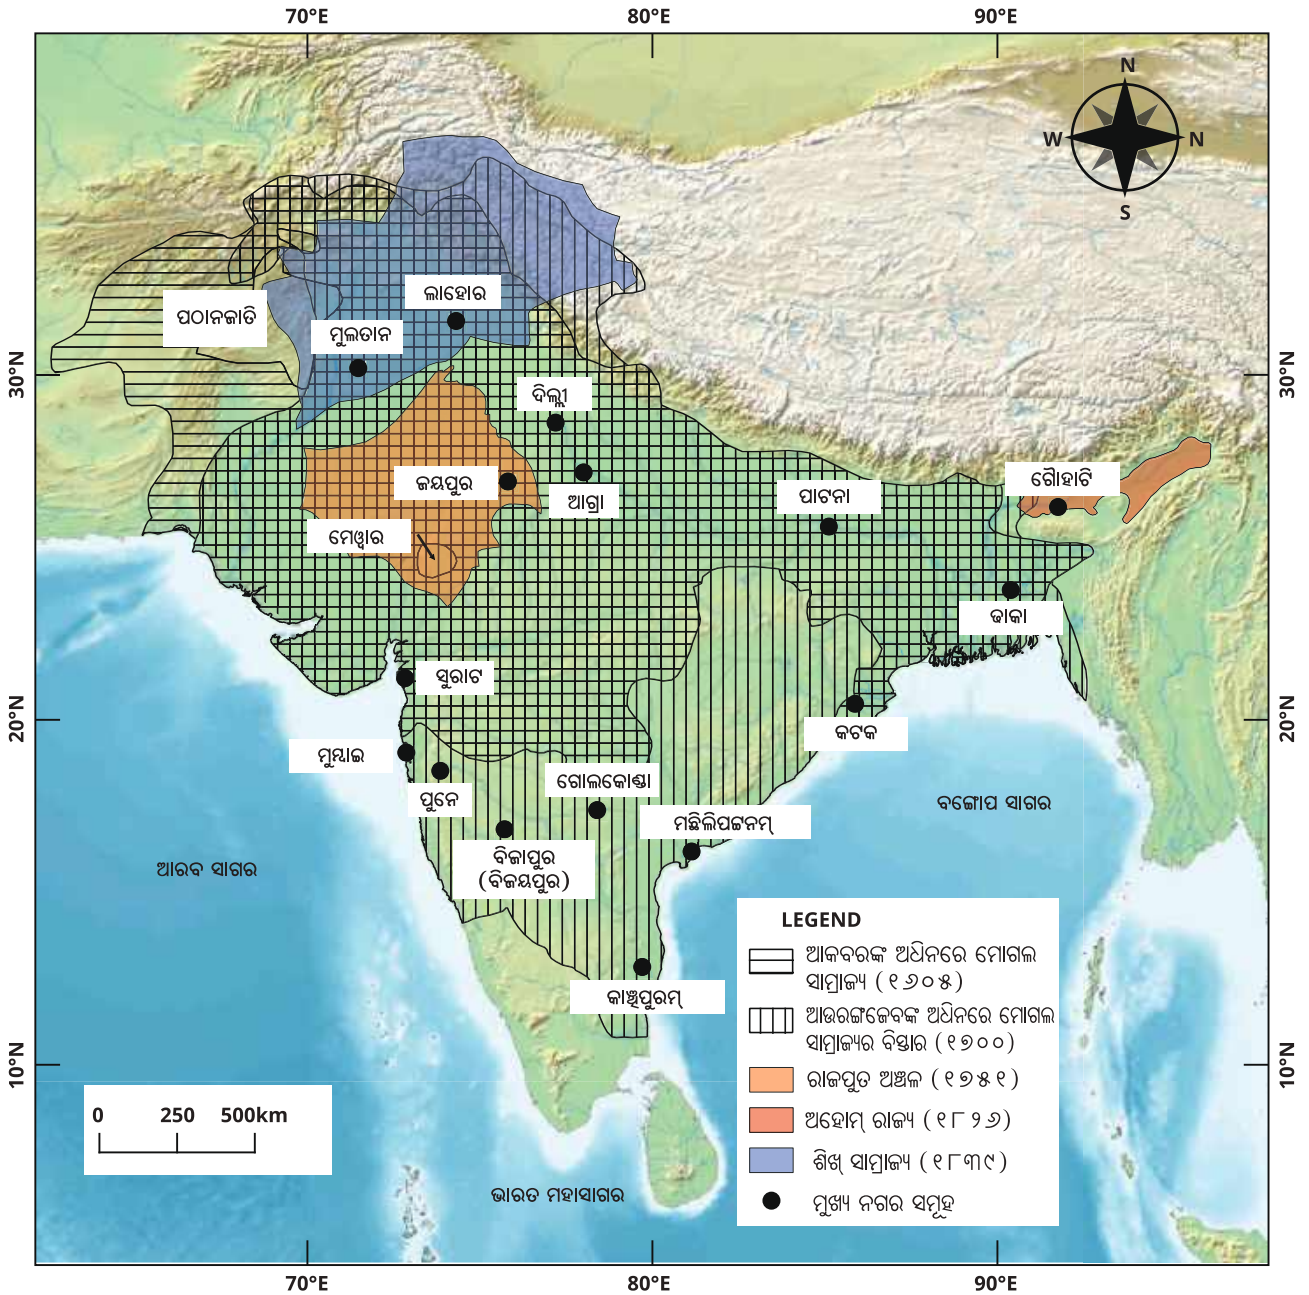 70°E 80°E 90°E
N
W N
S
ଲାହୋର
ପଠାନଜାତି
ମୁଲତାନ
30°N 30°N
ଦିଲ୍ଲୀ
ଜୟପୁର
ଆଗ୍ରା
ପାଟନା
ଗୈାହାଟି
ମେୱାର
ଢାକା
ସୁରାଟ
20°N 20°N
କଟକ
ମୁମ୍ବାଇ
ପୁନେ
ଗୋଲକୋଣ୍ଡା
ବଙ୍ଗୋପ ସାଗର
ମଛିଲିପଟ୍ଟନମ୍
ବିଜାପୁର
(ବିଜୟପୁର)
ଆରବ ସାଗର
କାଞ୍ଚିପୁରମ୍
LEGEND
ଆକବରଙ୍କ ଅଧିନରେ ମୋଗଲ
ସାମ୍ରାଜ୍ୟ (୧୬୦୫)
ଆଉରଙ୍ଗଜେବଙ୍କ ଅଧିନରେ ମୋଗଲ
ସାମ୍ରାଜ୍ୟର ବିସ୍ତାର (୧୭୦୦)
ରାଜପୁତ ଅଞ୍ଚଳ (୧୭୫୧)
ଅହୋମ୍ ରାଜ୍ୟ (୧୮୨୬)
ଶିଖ୍ ସାମ୍ରାଜ୍ୟ (୧୮୩୯)
ମୁଖ୍ୟ ନଗର ସମୂହ
10°N 10°N
0 250 500km
ଭାରତ ମହାସାଗର
70°E 80°E 90°E